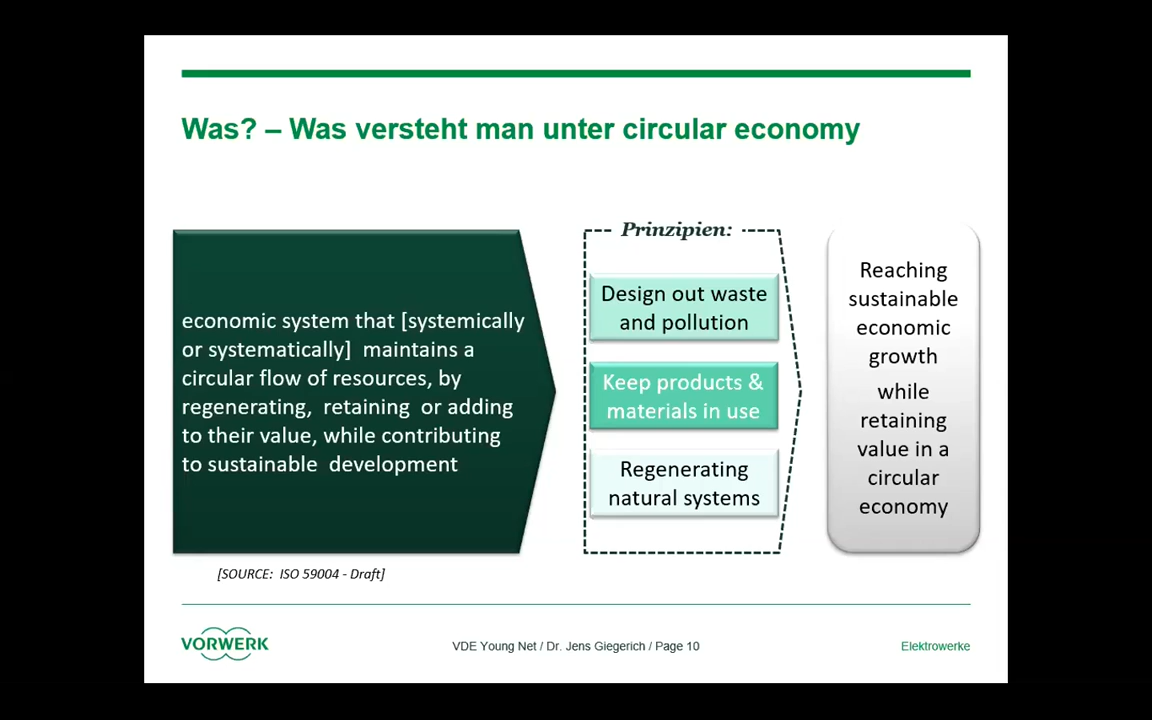 Was? – Was versteht man unter circular economy
economic system that [systemically
or systematically] maintains a
circular flow of resources, by
regenerating, retaining or adding
to their value, while contributing
to sustainable development
[SOURCE: ISO 59004 - Draft]
Prinzipien:
Design out waste
and pollution
Keep products &
materials in use
Regenerating
natural systems
Reaching
sustainable
economic
growth
while
retaining
value in a
circular
economy
VORWERK
VDE Young Net / Dr. Jens Giegerich / Page 10
Elektrowerke